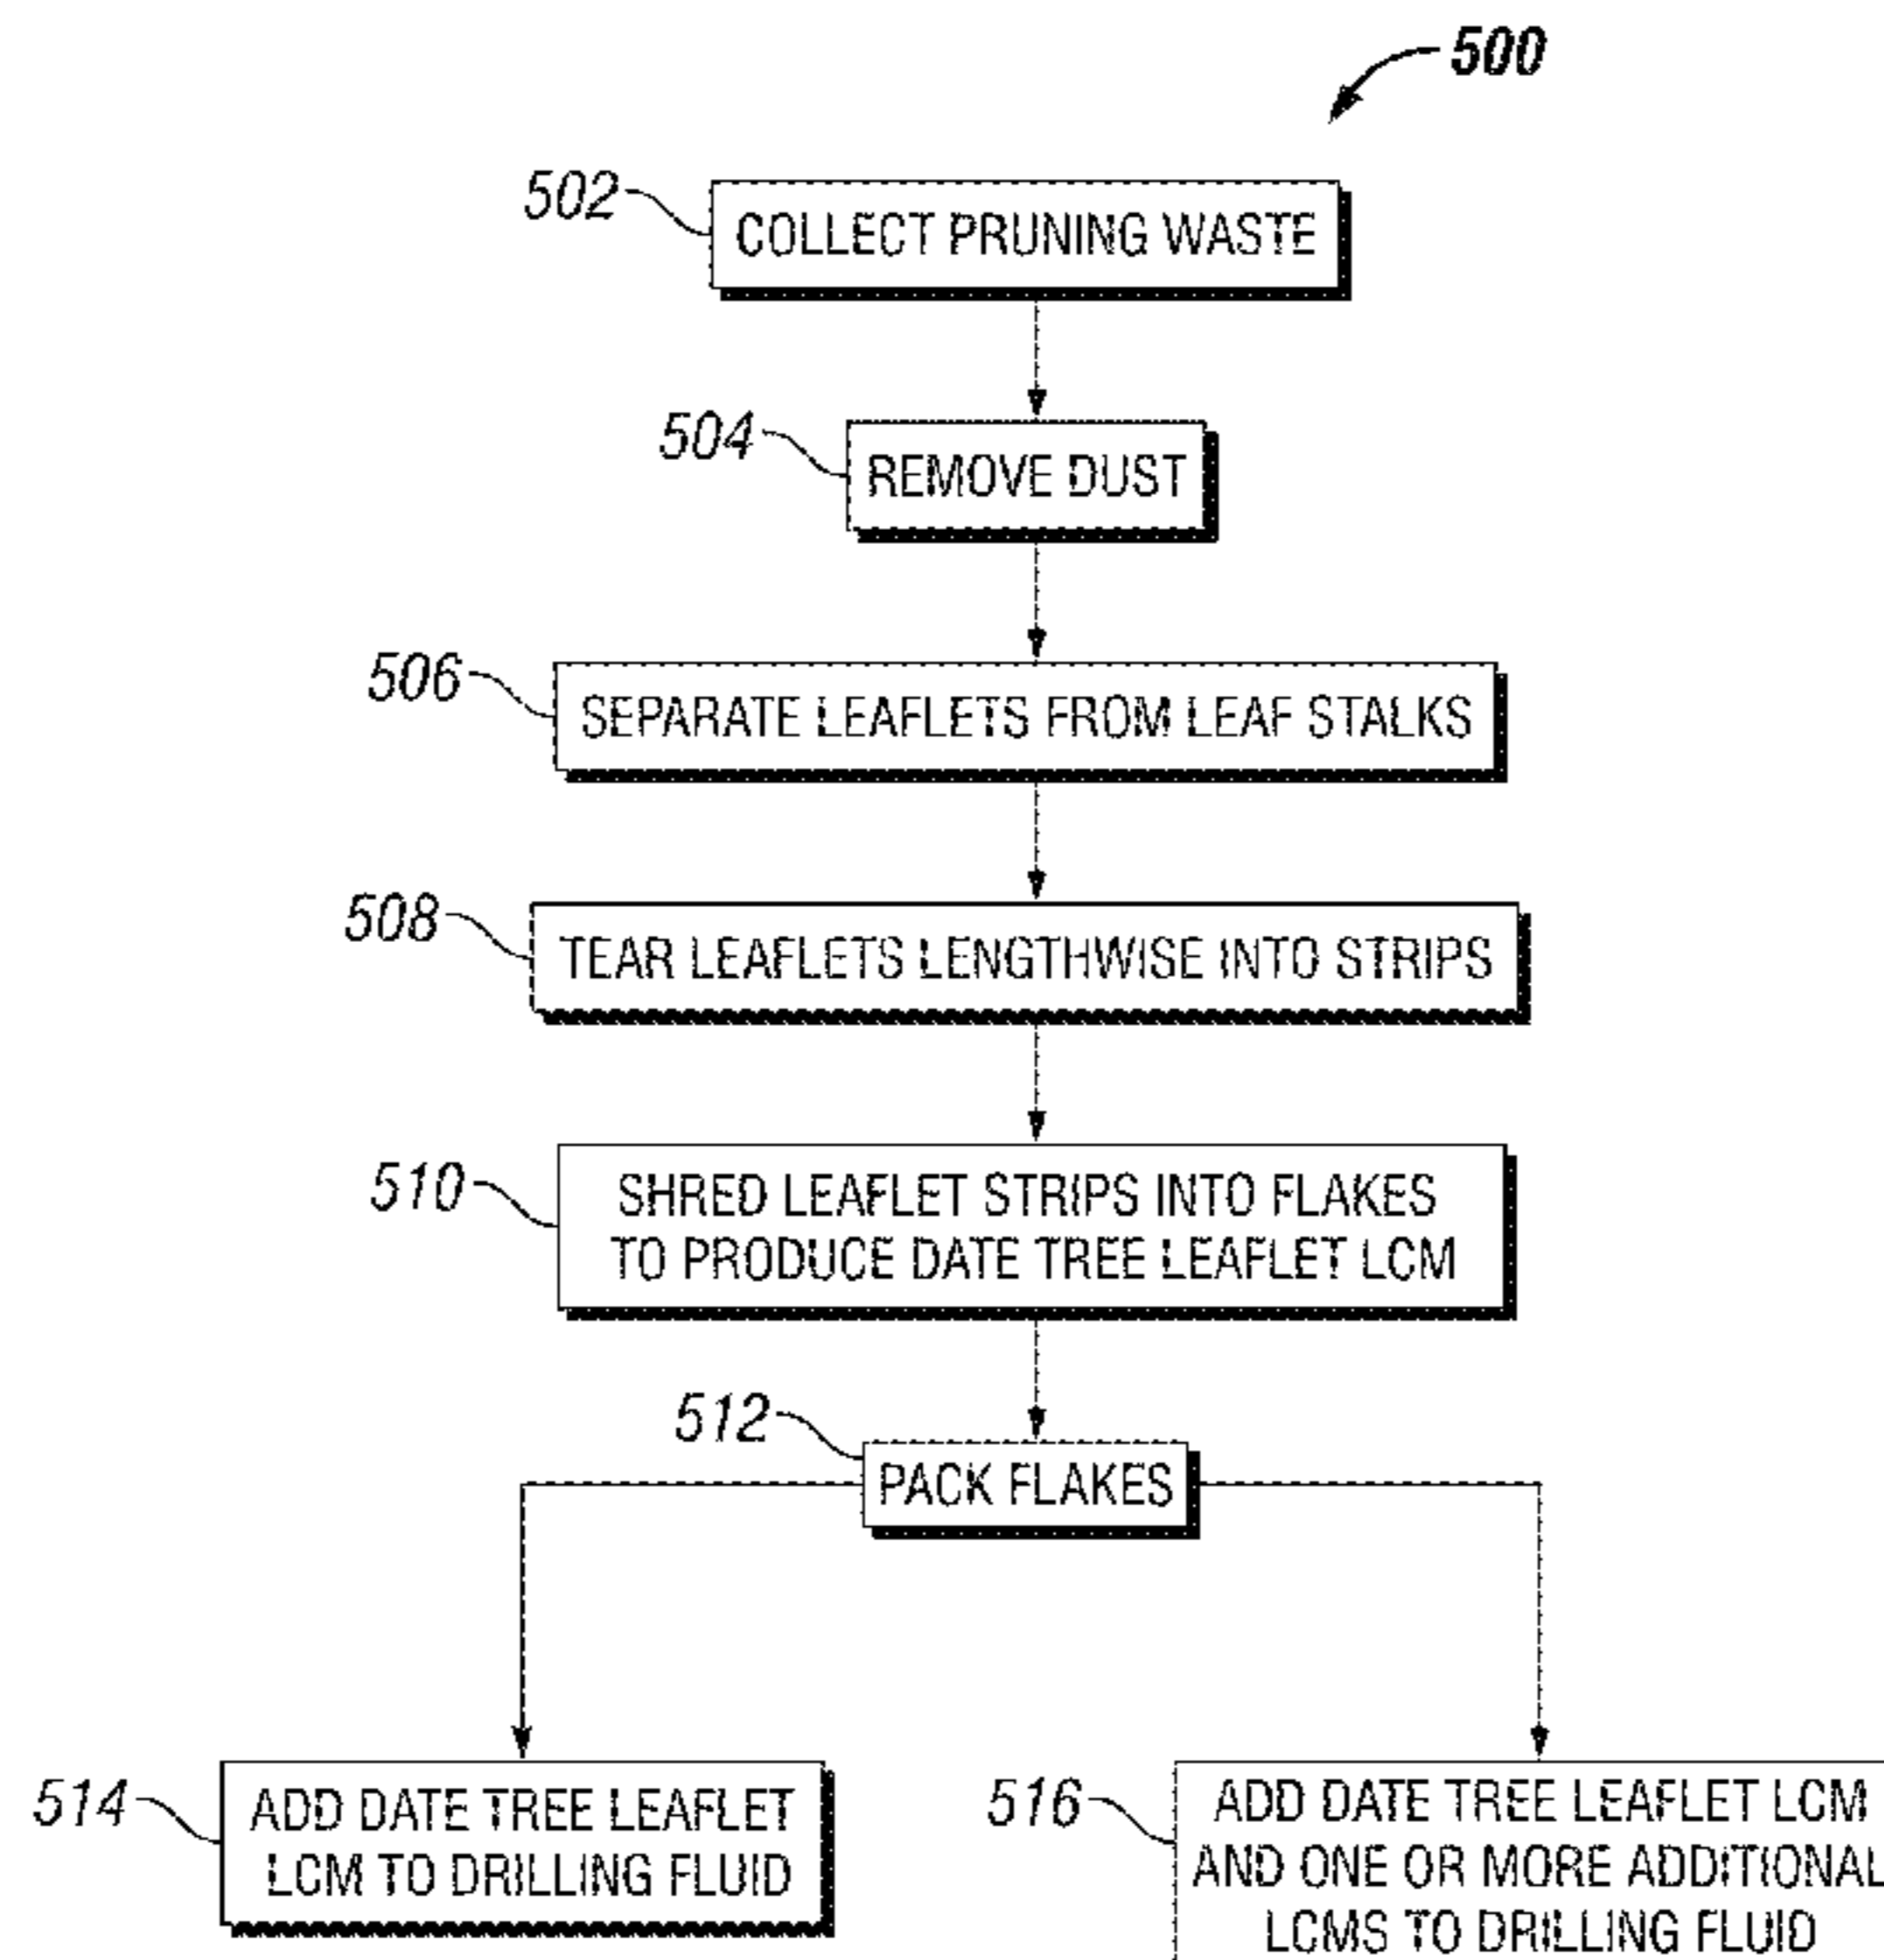 500
502
COLLECT PRUNING WASTE
504
REMOVE DUST
506
SEPARATE LEAFLETS FROM LEAF STALKS
508
TEAR LEAFLETS LENGTHWISE INTO STRIPS
510
SHRED LEAFLET STRIPS INTO FLAKES
TO PRODUCE DATE TREE LEAFLET LCM
512
PACK FLAKES
514
ADD DATE TREE LEAFLET
LCM TO DRILLING FLUID
516
ADD DATE TREE LEAFLET LCM
AND ONE OR MORE ADDITIONAL
LCMS TO DRILLING FLUID